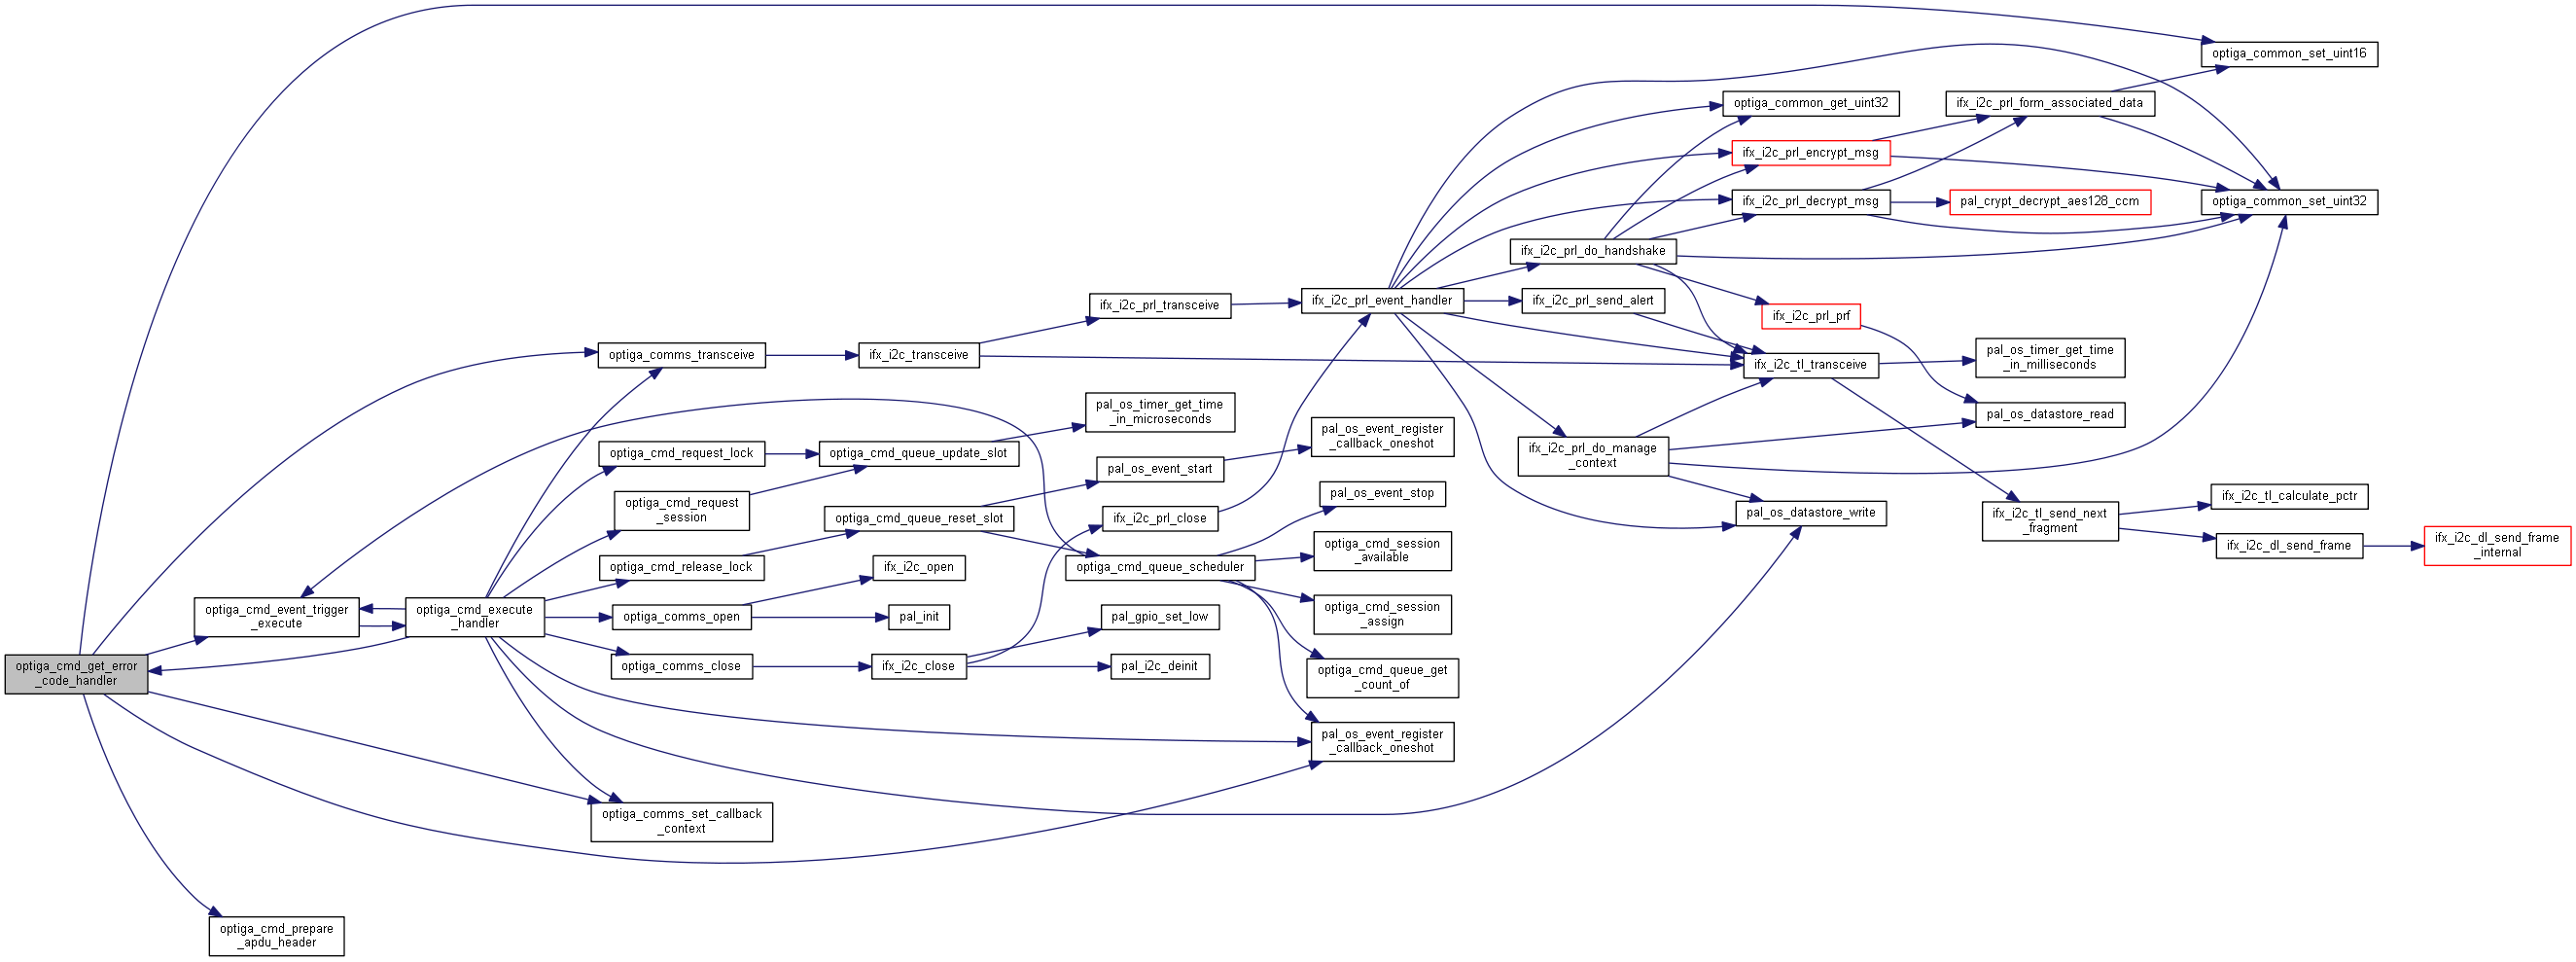 optiga_common_set_uint16
optiga_common_get_uint32
ifx_i2c_prl_form_associated_data
ifx_i2c_prl_encrypt_msg
ifx_i2c_prl_decrypt_msg
pal_crypt_decrypt_aes128_ccm
optiga_common_set_uint32
ifx_i2c_prl_do_handshake
ifx_i2c_prl_transceive
ifx_i2c_prl_event_handler
ifx_i2c_prl_send_alert
ifx_i2c_prl_prf
optiga_comms_transceive
ifx_i2c_transceive
ifx_i2c_tl_transceive
pal_os_timer_get_time
_in_milliseconds
pal_os_timer_get_time
_in_microseconds
pal_os_datastore_read
pal_os_event_register
_callback_oneshot
optiga_cmd_request_lock
optiga_cmd_queue_update_slot
ifx_i2c_prl_do_manage
_context
pal_os_event_start
pal_os_event_stop
ifx_i2c_tl_calculate_pctr
optiga_cmd_request
_session
pal_os_datastore_write
optiga_cmd_queue_reset_slot
ifx_i2c_prl_close
ifx_i2c_tl_send_next
_fragment
ifx_i2c_dl_send_frame
ifx_i2c_dl_send_frame
_internal
optiga_cmd_session
_available
optiga_cmd_release_lock
ifx_i2c_open
optiga_cmd_queue_scheduler
optiga_cmd_event_trigger
_execute
optiga_cmd_execute
_handler
optiga_comms_open
pal_init
pal_gpio_set_low
optiga_cmd_session
_assign
optiga_cmd_get_error
_code_handler
optiga_comms_close
ifx_i2c_close
pal_i2c_deinit
optiga_cmd_queue_get
_count_of
pal_os_event_register
_callback_oneshot
optiga_comms_set_callback
_context
optiga_cmd_prepare
_apdu_header